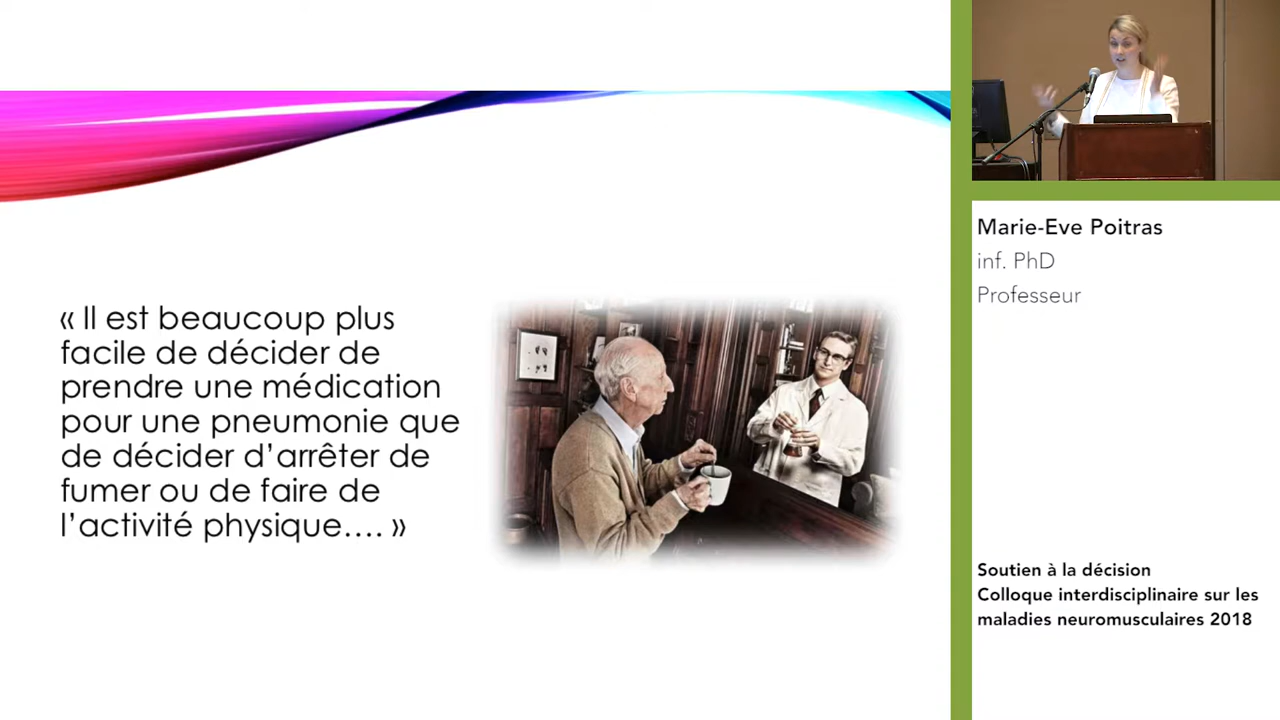 « Il est beaucoup plus
facile de décider de
prendre une médication
pour une pneumonie que
de décider d’arrêter de
fumer ou de faire de
l’activité physique…. »
Marie-Eve Poitras
inf. PhD
Professeur
Soutien à la décision
Colloque interdisciplinaire sur les
maladies neuromusculaires 2018